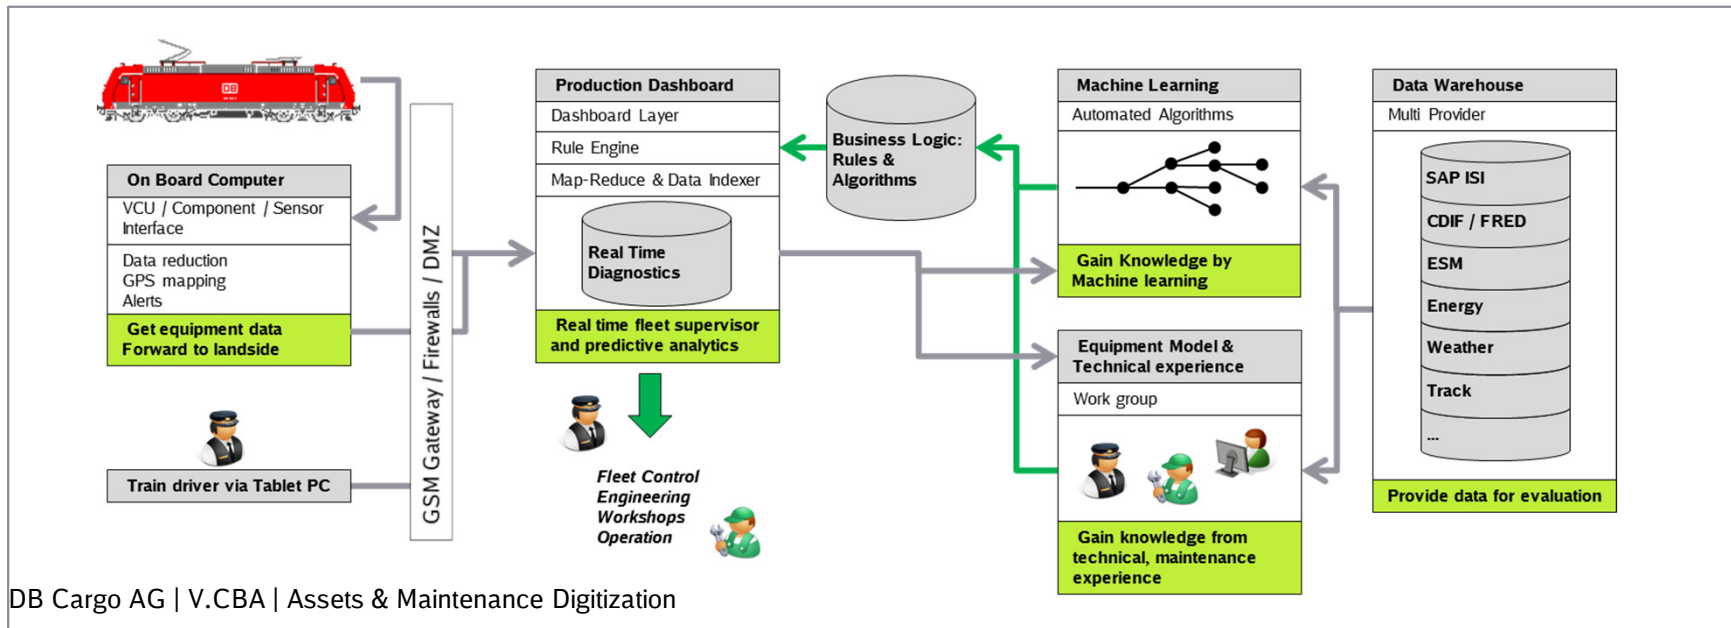 DB
On Board Computer
VCU / Component / Sensor
Interface
Data reduction
GPS mapping
Alerts
Get equipment data
Forward to landside
Train driver via Tablet PC
GSM Gateway / Firewalls / DMZ
Production Dashboard
Dashboard Layer
Rule Engine
Map-Reduce & Data Indexer
Real Time
Diagnostics
Real time fleet supervisor
and predictive analytics
Fleet Control
Engineering
Workshops
Operation
Business Logic:
Rules &
Algorithms
Machine Learning
Automated Algorithms
Gain Knowledge by
Machine learning
Equipment Model &
Technical experience
Work group
Gain knowledge from
technical, maintenance
experience
Data Warehouse
Multi Provider
SAP ISI
CDIF / FRED
ESM
Energy
Weather
Track
...
Provide data for evaluation
DB Cargo AG | V.CBA | Assets & Maintenance Digitization